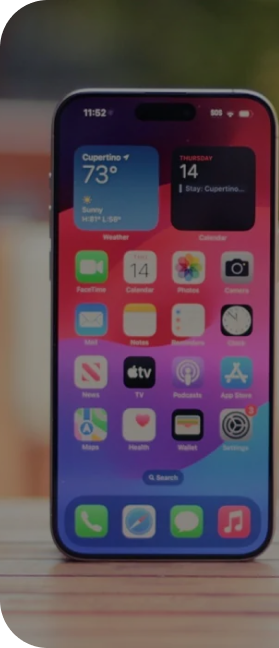 11:52
SOS
Cupertino
73°
Sunny
H:81° L:58°
Weather
THURSDAY
14
Stay: Cupertino...
Calendar
FaceTime
THU
14
Calendar
Photos
Camera
Mail
Notes
Reminders
Clock
News
tv
TV
Podcasts
App Store
Maps
Health
Wallet
3
Settings
Search